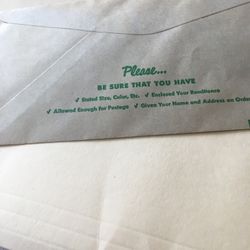 Please...
BE SURE THAT YOU HAVE
✓ Stated Size, Color, Etc. ✓ Enclosed Your Remittance
✓ Allowed Enough for Postage ✓ Given Your Name and Address on Order